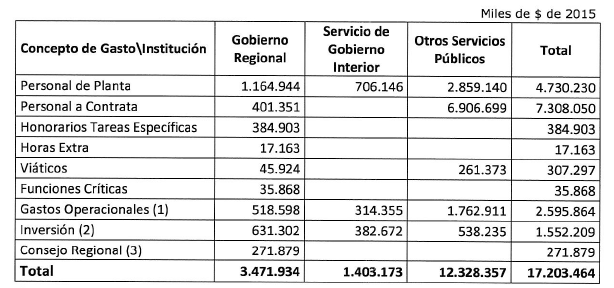 Miles de $ de 2015
Concepto de Gasto\Institución Gobierno Regional Servicio de Gobierno Interior Otros Servicios Públicos Total
Personal de Planta 1.164.944 706.146 2.859.140 4.730.230
Personal a Contrata 401.351 6.906.699 7.308.050
Honorarios Tareas Específicas 384.903 384.903
Horas Extra 17.163 17.163
Viáticos 45.924 261.373 307.297
Funciones Críticas 35.868 35.868
Gastos Operacionales (1) 518.598 314.355 1.762.911 2.595.864
Inversión (2) 631.302 382.672 538.235 1.552.209
Consejo Regional (3) 271.879 271.879
Total 3.471.934 1.403.173 12.328.357 17.203.464